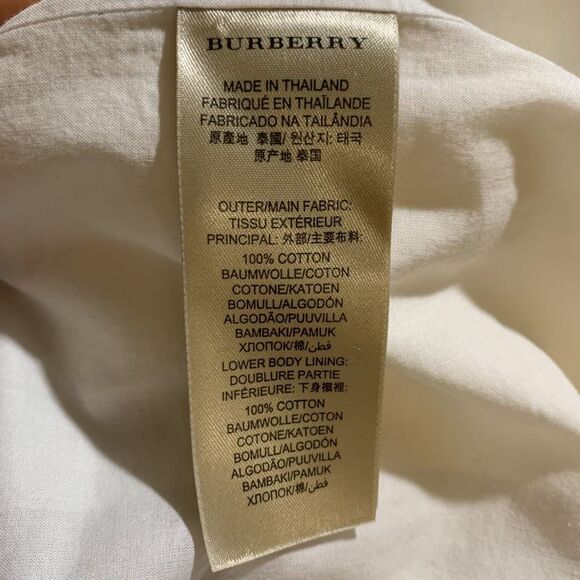 BURBERRY
MADE IN THAILAND
FABRIQUÉ EN THAÏLANDE
FABRICADO NA TAILÂNDIA
原產地 泰國/ 원산지: 태국
原产地 泰国
OUTER/MAIN FABRIC:
TISSU EXTÉRIEUR
PRINCIPAL: 外部/主要布料:
100% COTTON
BAUMWOLLE/COTON
COTONE/KATOEN
BOMULL/ALGODÓN
ALGODÃO/PUUVILLA
BAMBAKI/PAMUK
ХЛОПОК/棉/قطن
LOWER BODY LINING:
DOUBLURE PARTIE
INFÉRIEURE: 下身襯裡:
100% COTTON
BAUMWOLLE/COTON
COTONE/KATOEN
BOMULL/ALGODÓN
ALGODÃO/PUUVILLA
BAMBAKI/PAMUK
ХЛОПОК/棉/قطن